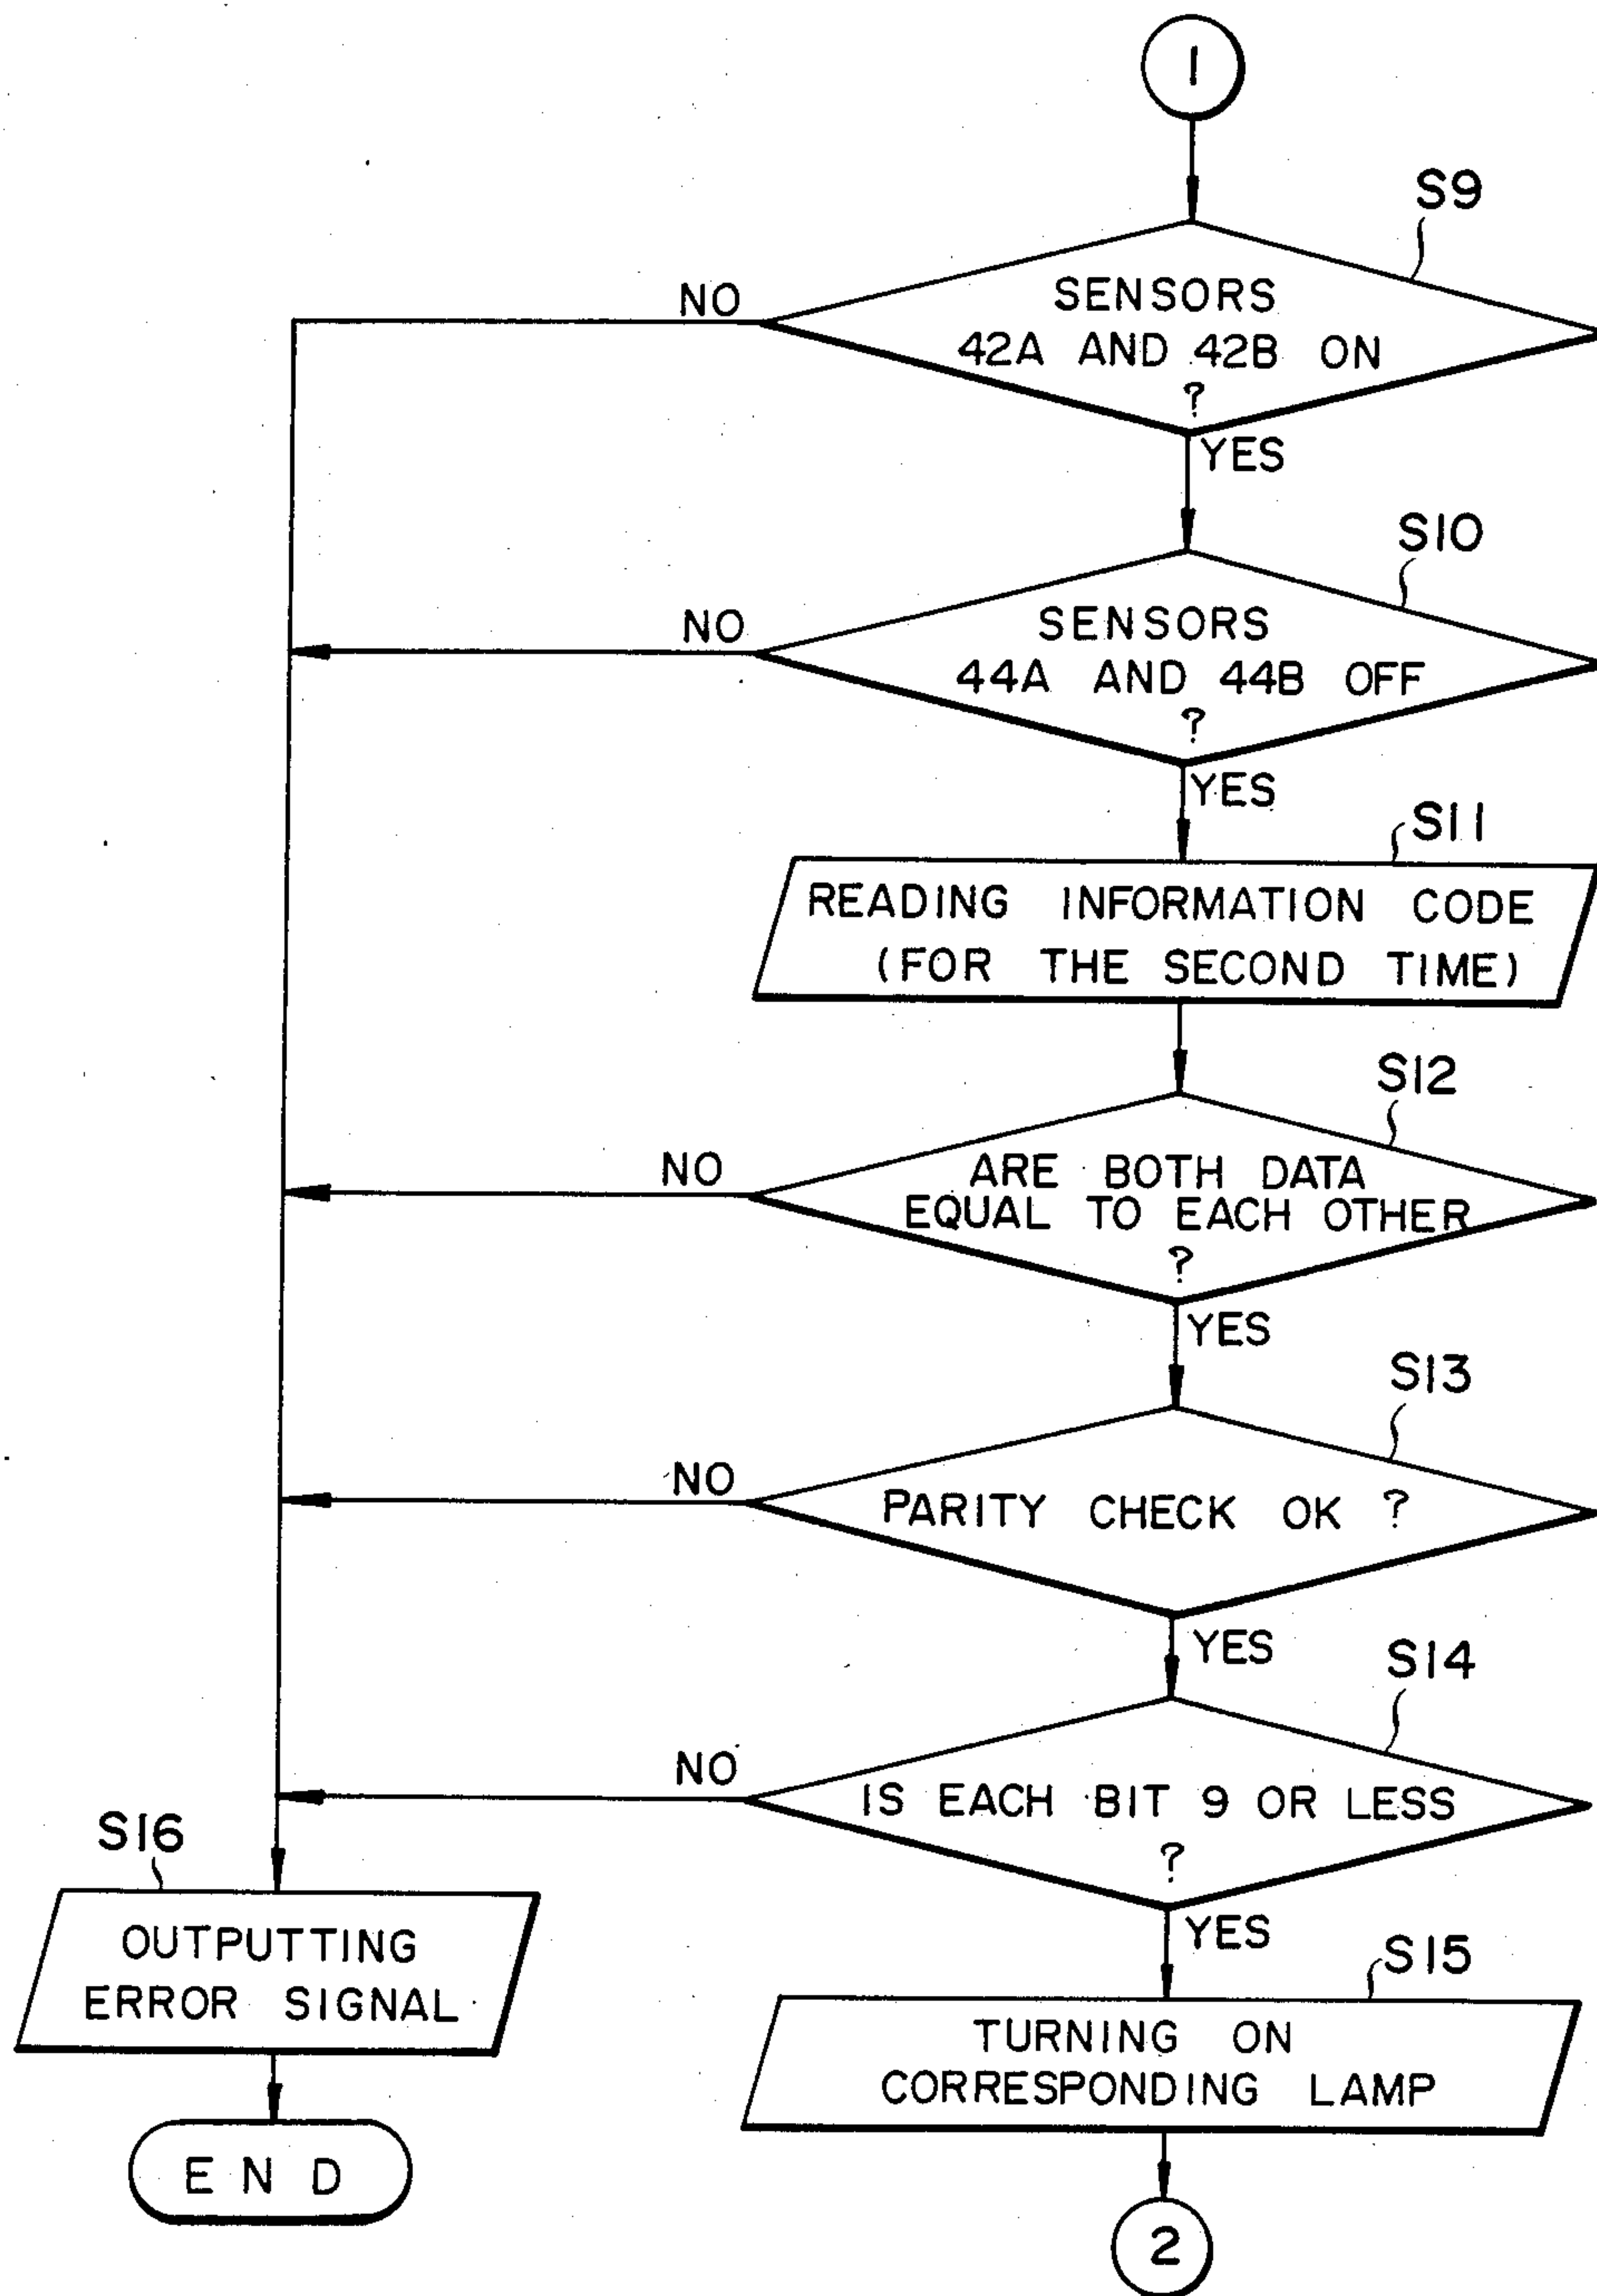 1
S9
NO
SENSORS
42A AND 42B ON
?
YES
S10
NO
SENSORS
44A AND 44B OFF
?
YES
S11
READING INFORMATION CODE
(FOR THE SECOND TIME)
S12
NO
ARE BOTH DATA
EQUAL TO EACH OTHER
?
YES
S13
NO
PARITY CHECK OK ?
YES
S14
NO
IS EACH BIT 9 OR LESS
?
YES
S16
OUTPUTTING
ERROR SIGNAL
S15
TURNING ON
CORRESPONDING LAMP
END
2